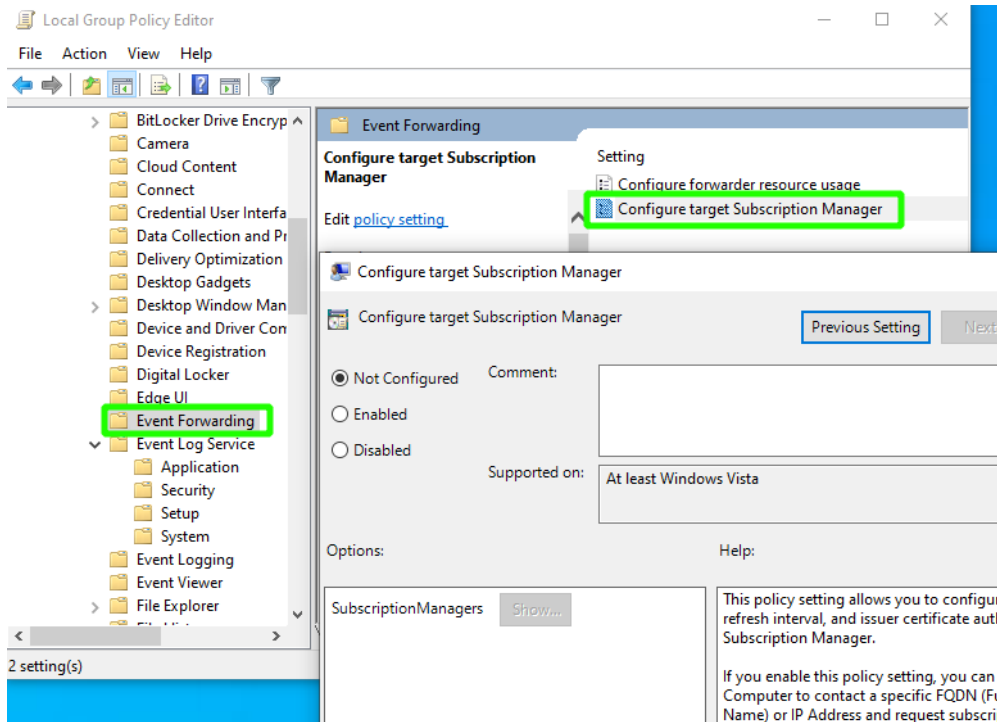 Local Group Policy Editor
File Action View Help
BitLocker Drive Encryp
Camera
Cloud Content
Connect
Credential User Interfa
Data Collection and Pr
Delivery Optimization
Desktop Gadgets
Desktop Window Man
Device and Driver Com
Device Registration
Digital Locker
Edge UI
Event Forwarding
Event Log Service
Application
Security
Setup
System
Event Logging
Event Viewer
File Explorer
2 setting(s)
Event Forwarding
Configure target Subscription
Manager
Edit policy setting
Setting
Configure forwarder resource usage
Configure target Subscription Manager
Configure target Subscription Manager
Configure target Subscription Manager
Previous Setting
Next
Not Configured
Enabled
Disabled
Comment:
Supported on:
At least Windows Vista
Options:
Help:
SubscriptionManagers
Show...
This policy setting allows you to configur
refresh interval, and issuer certificate auth
Subscription Manager.
If you enable this policy setting, you can
Computer to contact a specific FQDN (Fu
Name) or IP Address and request subscri